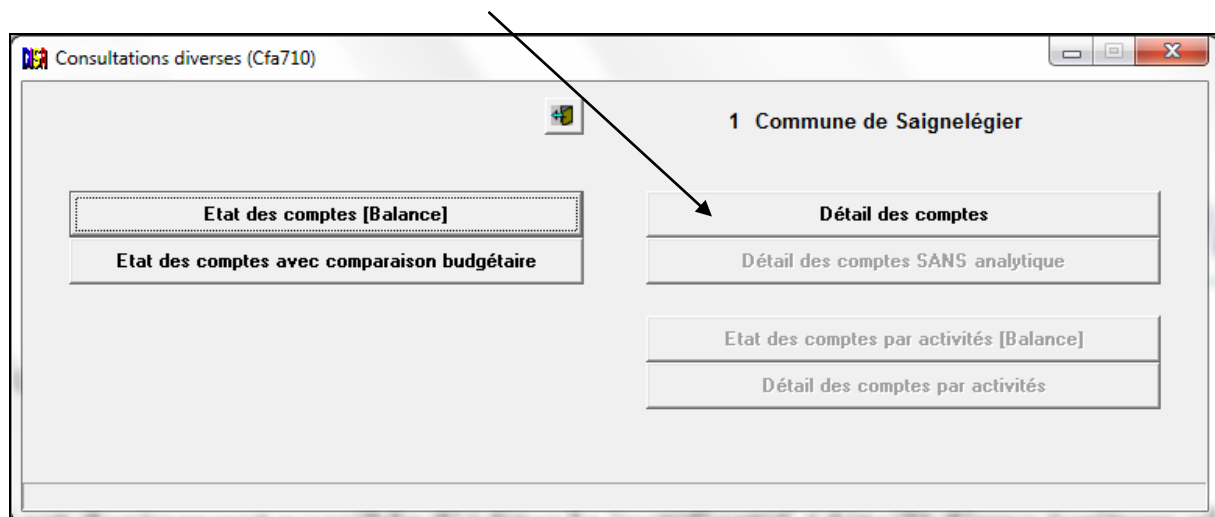 Consultations diverses (Cfa710)
1 Commune de Saignelégier
Etat des comptes [Balance]
Détail des comptes
Etat des comptes avec comparaison budgétaire
Détail des comptes SANS analytique
Etat des comptes par activités [Balance]
Détail des comptes par activités